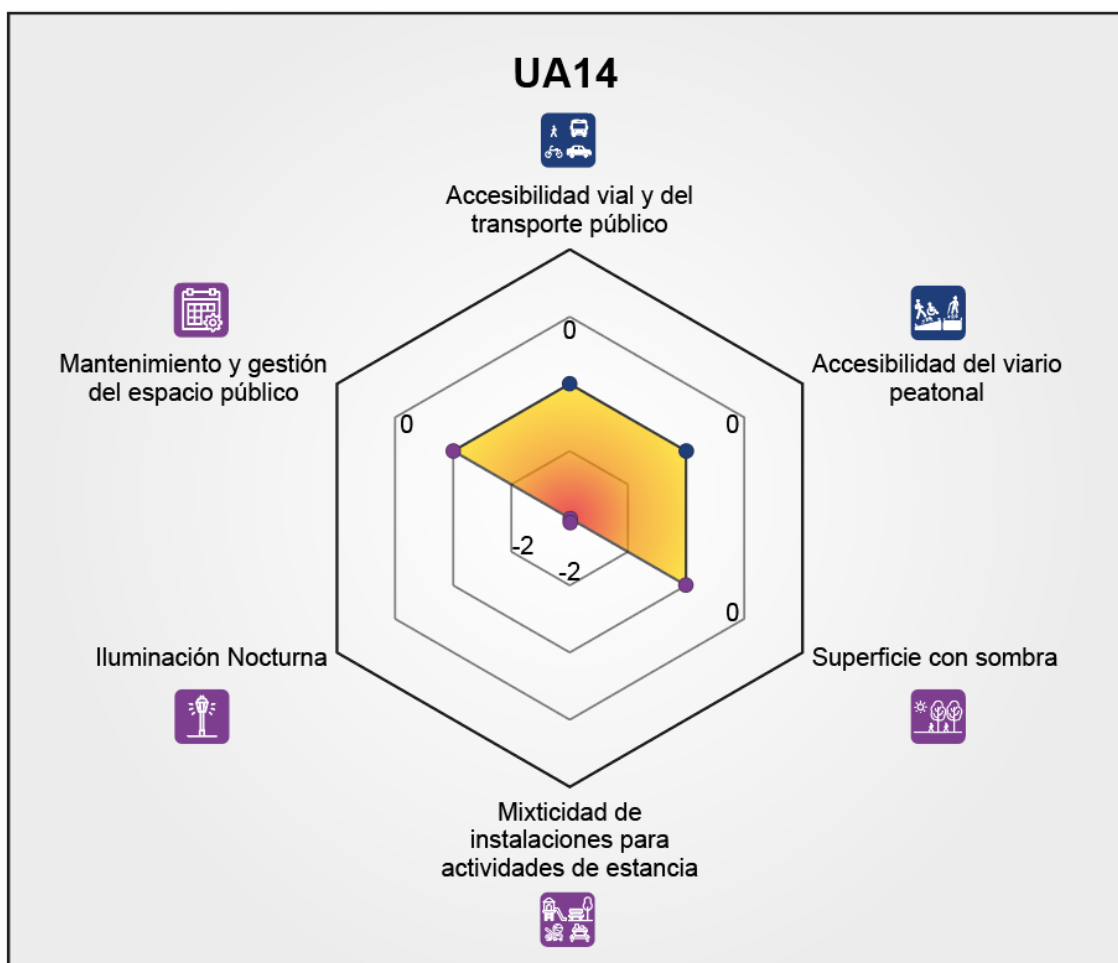 UA14
Accesibilidad vial y del
transporte público
Mantenimiento y gestión
del espacio público
Accesibilidad del viario
peatonal
0
0
0
-2
-2
0
Iluminación Nocturna
Superficie con sombra
Mixticidad de
instalaciones para
actividades de estancia